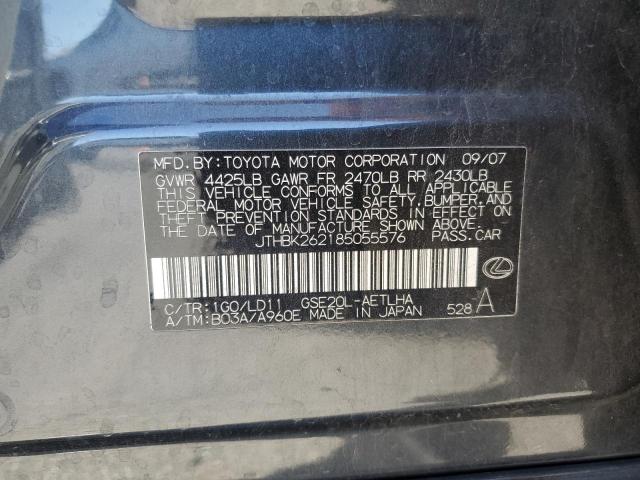 MFD. BY: TOYOTA MOTOR CORPORATION 09/07
GVWR 4425LB GAWR FR 2470LB RR 2430LB
THIS VEHICLE CONFORMS TO ALL APPLICABLE
FEDERAL MOTOR VEHICLE SAFETY, BUMPER, AND
THEFT PREVENTION STANDARDS IN EFFECT
ON THE DATE OF MANUFACTURE SHOWN ABOVE.
JTHBK262185055576 PASS. CAR
C/TR: 1G0/LD11 GSE20L-AETLHA
A/TM: B03A/A960E MADE IN JAPAN 528 A